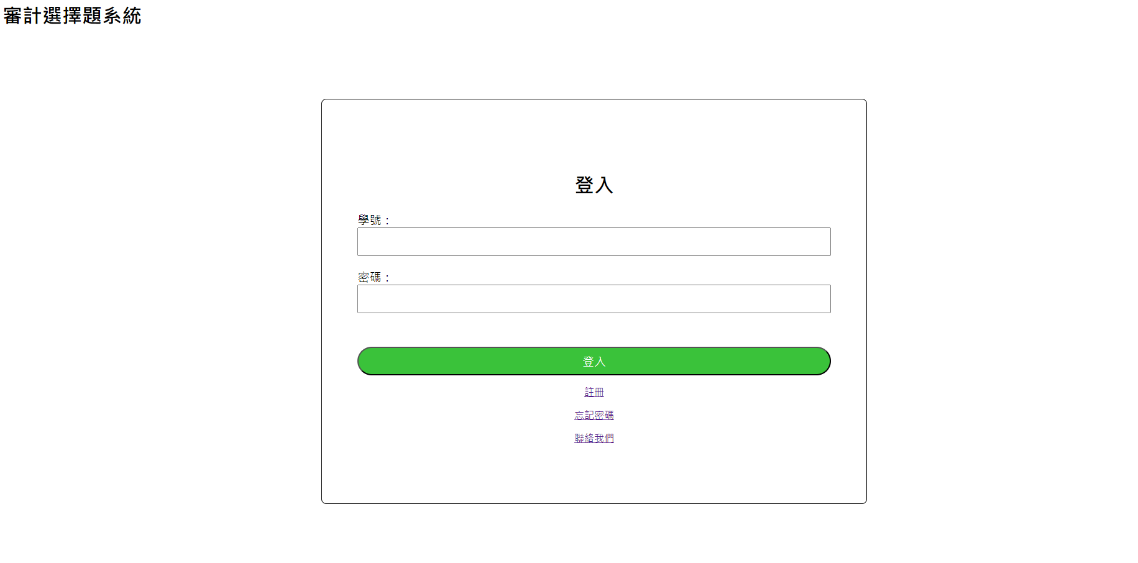 審計選擇題系統
登入
學號：
密碼：
登入
註冊
忘記密碼
聯絡我們